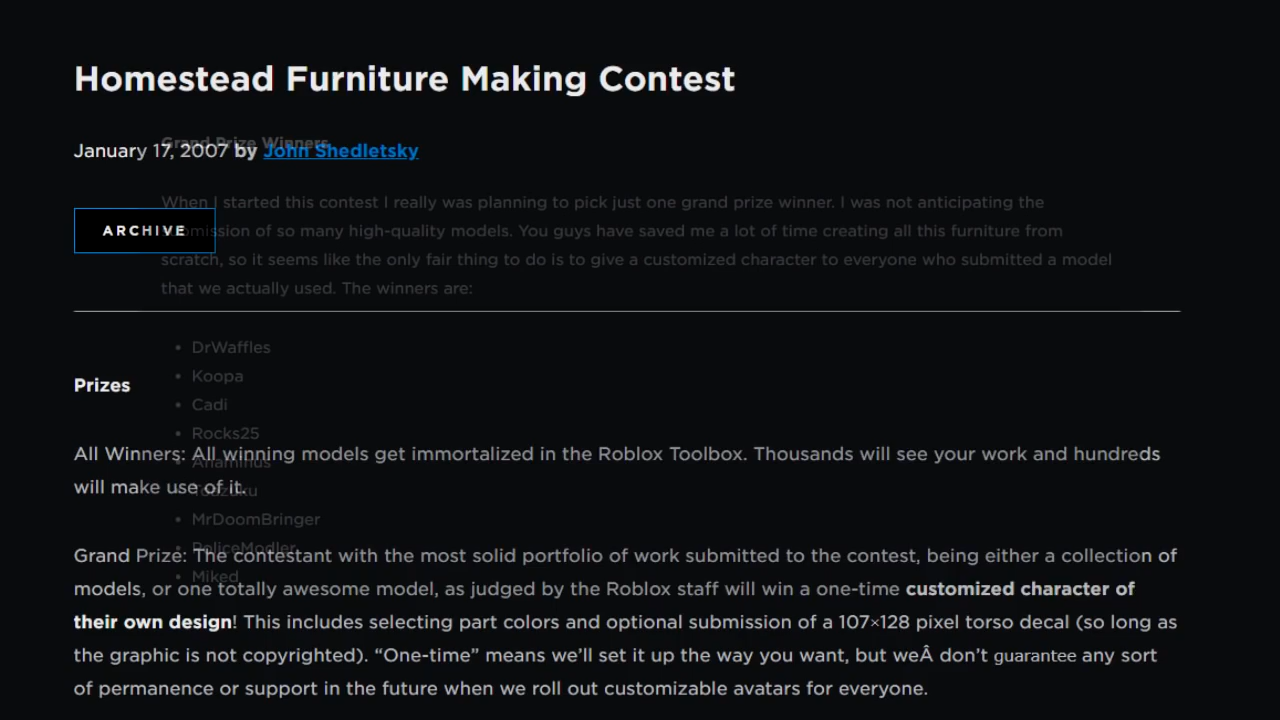 Homestead Furniture Making Contest
Grand Prize Winners
January 17, 2007 by John Shedletsky
When I started this contest I really was planning to pick just one grand prize winner. I was not anticipating the
ARCHIVE
submission of so many high-quality models. You guys have saved me a lot of time creating all this furniture from
scratch, so it seems like the only fair thing to do is to give a customized character to everyone who submitted a model
that we actually used. The winners are:
• DrWaffles
Prizes
• Koopa
• Cadi
• Rocks25
All Winners: All winning models get immortalized in the Roblox Toolbox. Thousands will see your work and hundreds
• Anaminus
will make use of it.
• MrDoomBringer
• PoliceModler
Grand Prize: The contestant with the most solid portfolio of work submitted to the contest, being either a collection of
• Miked
models, or one totally awesome model, as judged by the Roblox staff will win a one-time customized character of
their own design! This includes selecting part colors and optional submission of a 107×128 pixel torso decal (so long as
the graphic is not copyrighted). “One-time” means we’ll set it up the way you want, but weÂ don’t guarantee any sort
of permanence or support in the future when we roll out customizable avatars for everyone.